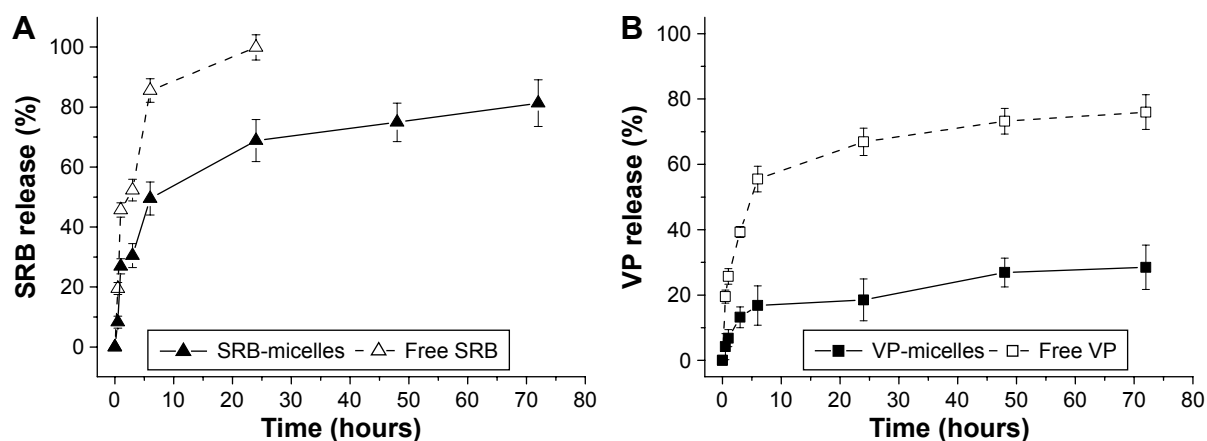 A
SRB release (%)
100
80
60
40
20
0
SRB-micelles
Free SRB
0 10 20 30 40 50 60 70 80
Time (hours)
B
VP release (%)
100
80
60
40
20
0
VP-micelles
Free VP
0 10 20 30 40 50 60 70 80
Time (hours)